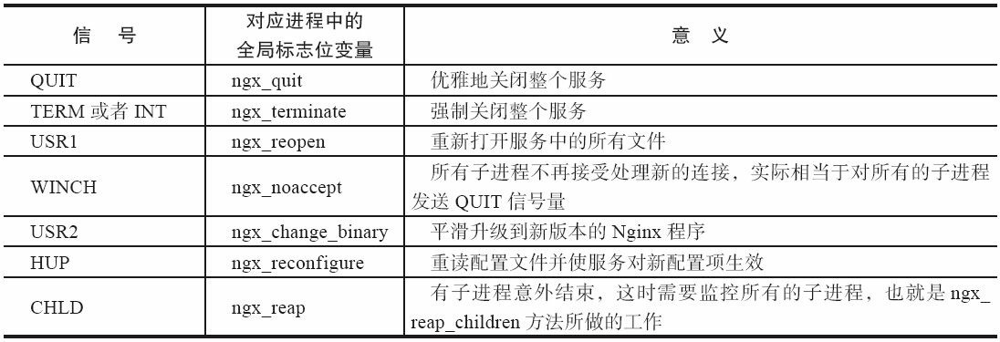 信 号
对应进程中的
全局标志位变量
意 义
QUIT
ngx_quit
优雅地关闭整个服务
TERM 或者 INT
ngx_terminate
强制关闭整个服务
USR1
ngx_reopen
重新打开服务中的所有文件
WINCH
ngx_noaccept
所有子进程不再接受处理新的连接，实际相当于对所有的子进程
发送 QUIT 信号量
USR2
ngx_change_binary
平滑升级到新版本的 Nginx 程序
HUP
ngx_reconfigure
重读配置文件并使服务对新配置项生效
CHLD
ngx_reap
有子进程意外结束，这时需要监控所有的子进程，也就是 ngx_
reap_children 方法所做的工作